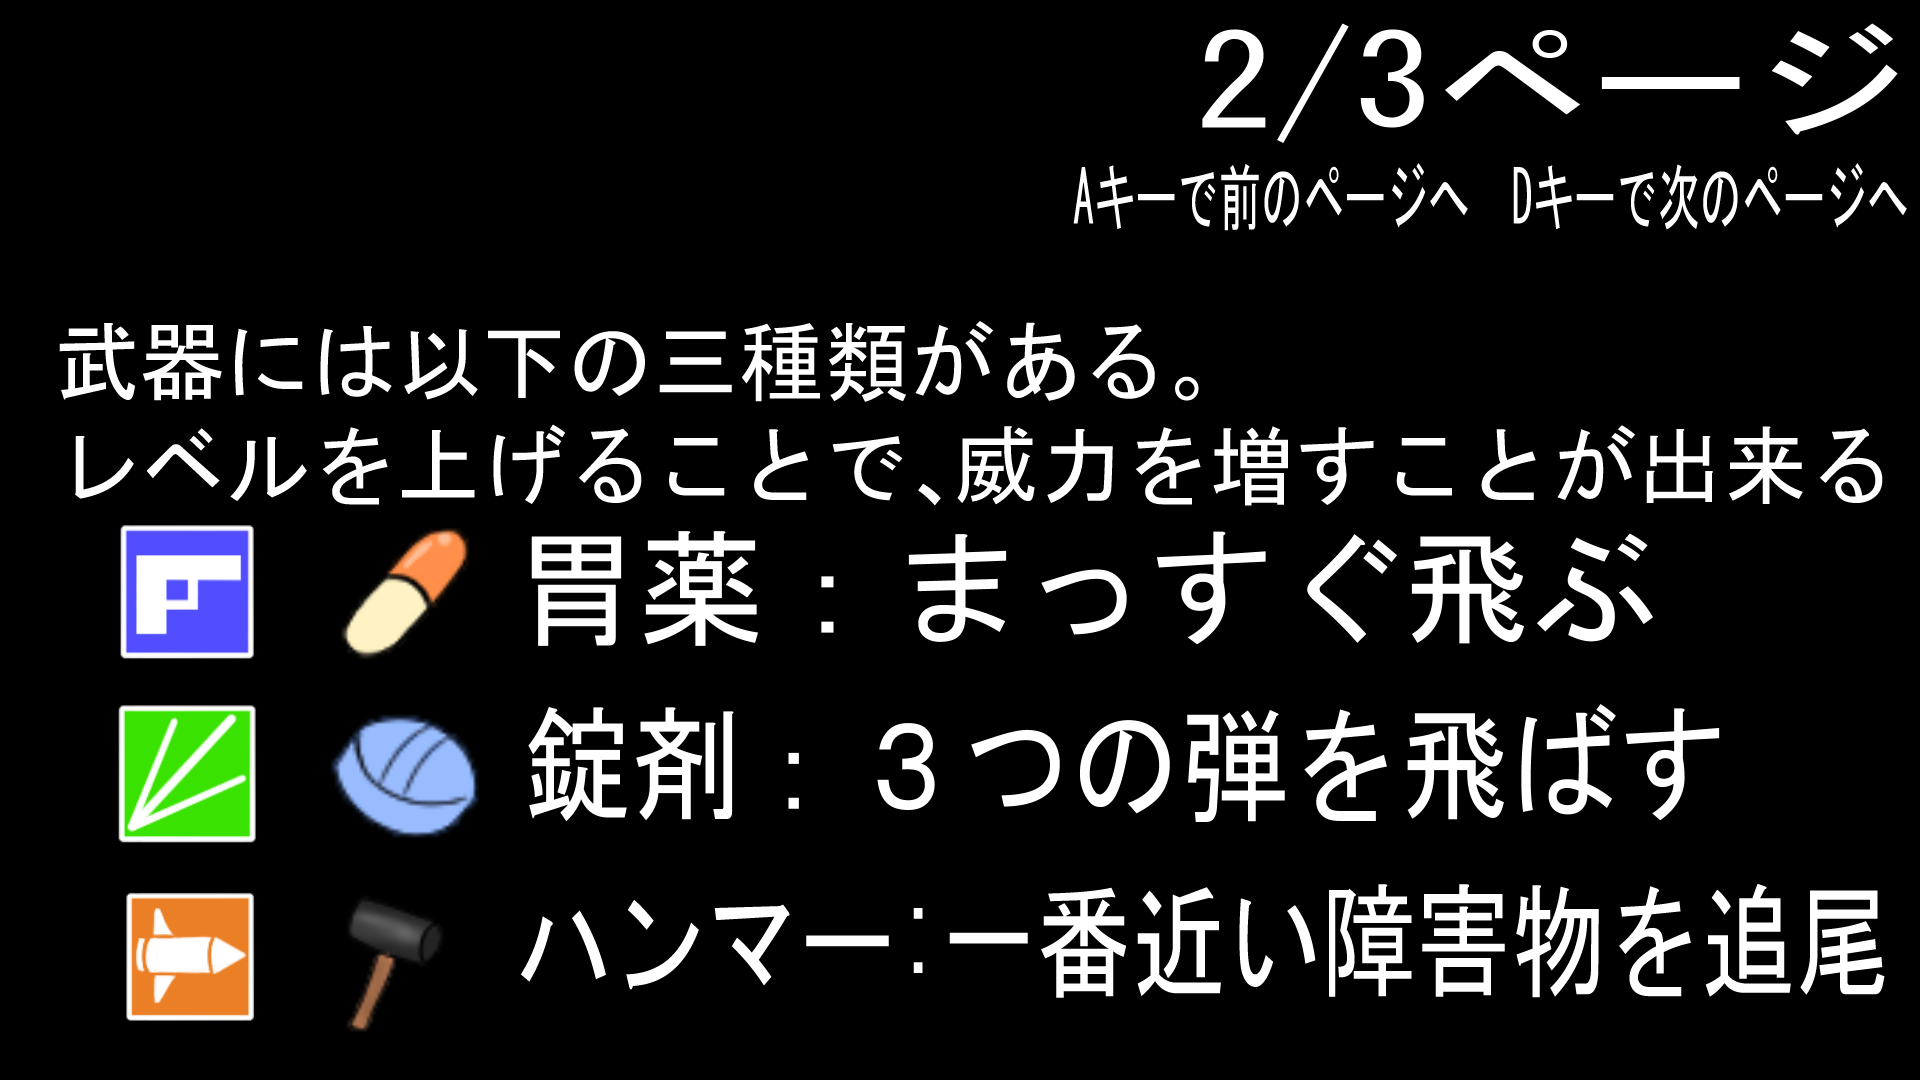 2/3ページ
Aキーで前のページへ　Dキーで次のページへ
武器には以下の三種類がある。
レベルを上げることで、威力を増すことが出来る
胃薬：まっすぐ飛ぶ
錠剤：３つの弾を飛ばす
ハンマー：一番近い障害物を追尾